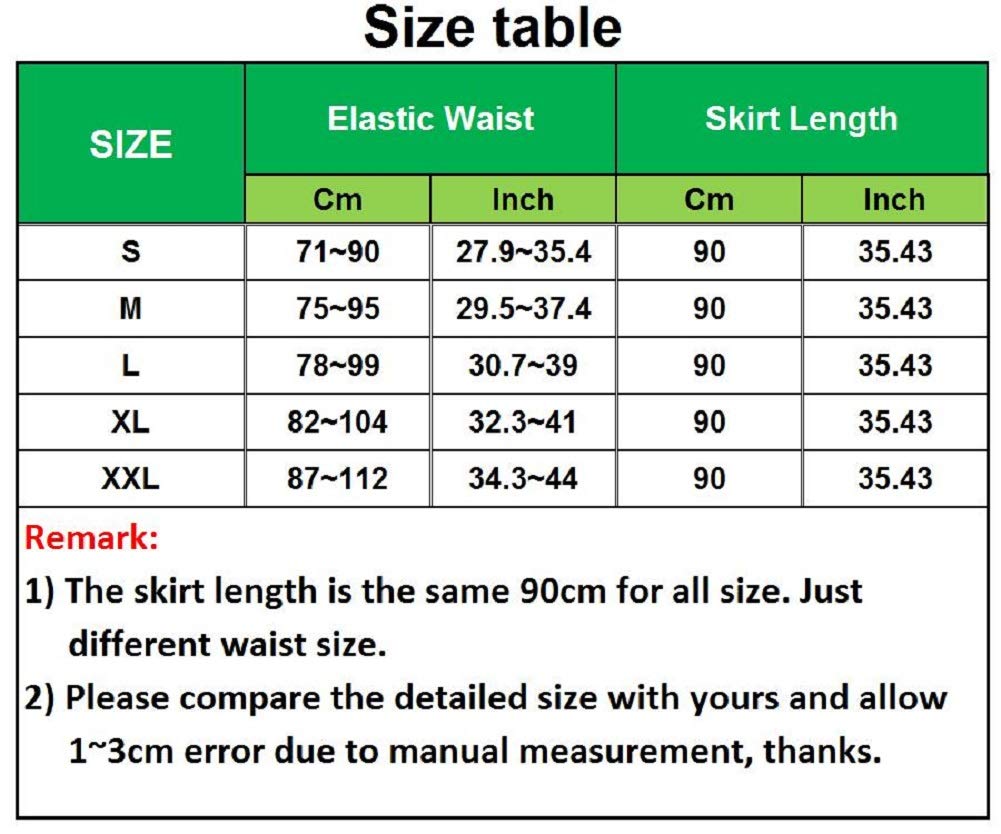 Size table
SIZE Elastic Waist Skirt Length
Cm Inch Cm Inch
S 71~90 27.9~35.4 90 35.43
M 75~95 29.5~37.4 90 35.43
L 78~99 30.7~39 90 35.43
XL 82~104 32.3~41 90 35.43
XXL 87~112 34.3~44 90 35.43
Remark:
1) The skirt length is the same 90cm for all size. Just
different waist size.
2) Please compare the detailed size with yours and allow
1~3cm error due to manual measurement, thanks.